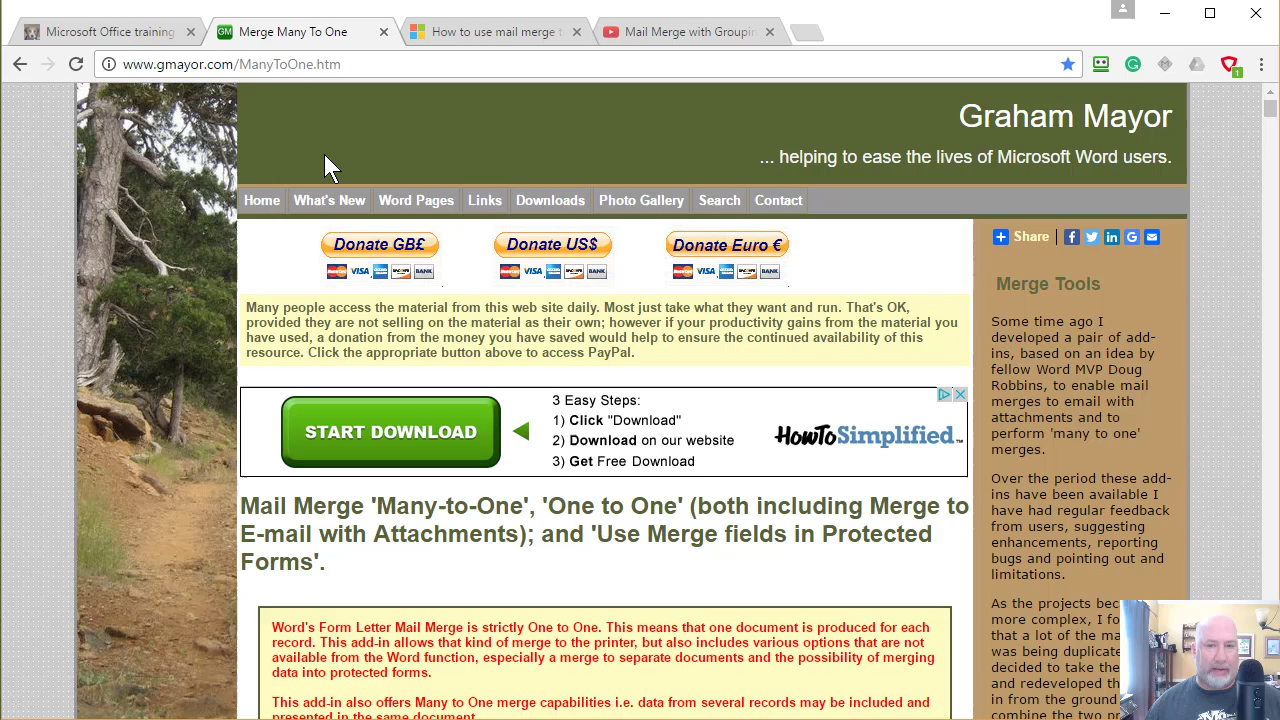 Microsoft Office training
Merge Many To One
How to use mail merge t
Mail Merge with Groupin
www.gmayor.com/ManyToOne.htm
1
Graham Mayor
... helping to ease the lives of Microsoft Word users.
Home What's New Word Pages Links Downloads Photo Gallery Search Contact
Donate GB£ Donate US$ Donate Euro €
Many people access the material from this web site daily. Most just take what they want and run. That's OK,
provided they are not selling on the material as their own; however if your productivity gains from the material you
have used, a donation from the money you have saved would help to ensure the continued availability of this
resource. Click the appropriate button above to access PayPal.
START DOWNLOAD
3 Easy Steps:
1) Click "Download"
2) Download on our website
3) Get Free Download
HowToSimplified™
Mail Merge 'Many-to-One', 'One to One' (both including Merge to
E-mail with Attachments); and 'Use Merge fields in Protected
Forms'.
Word's Form Letter Mail Merge is strictly One to One. This means that one document is produced for each
record. This add-in allows that kind of merge to the printer, but also includes various options that are not
available from the Word function, especially a merge to separate documents and the possibility of merging
data into protected forms.
This add-in also offers Many to One merge capabilities i.e. data from several records may be included and
presented in the same document
Share
Merge Tools
Some time ago I
developed a pair of add-
ins, based on an idea by
fellow Word MVP Doug
Robbins, to enable mail
merges to email with
attachments and to
perform 'many to one'
merges.
Over the period these add-
ins have been available I
have had regular feedback
from users, suggesting
enhancements, reporting
bugs and pointing out and
limitations.
As the projects bec
more complex, I fo
that a lot of the ma
was being duplicate
decided to take the
and redeveloped th
in from the ground
combine the two pr